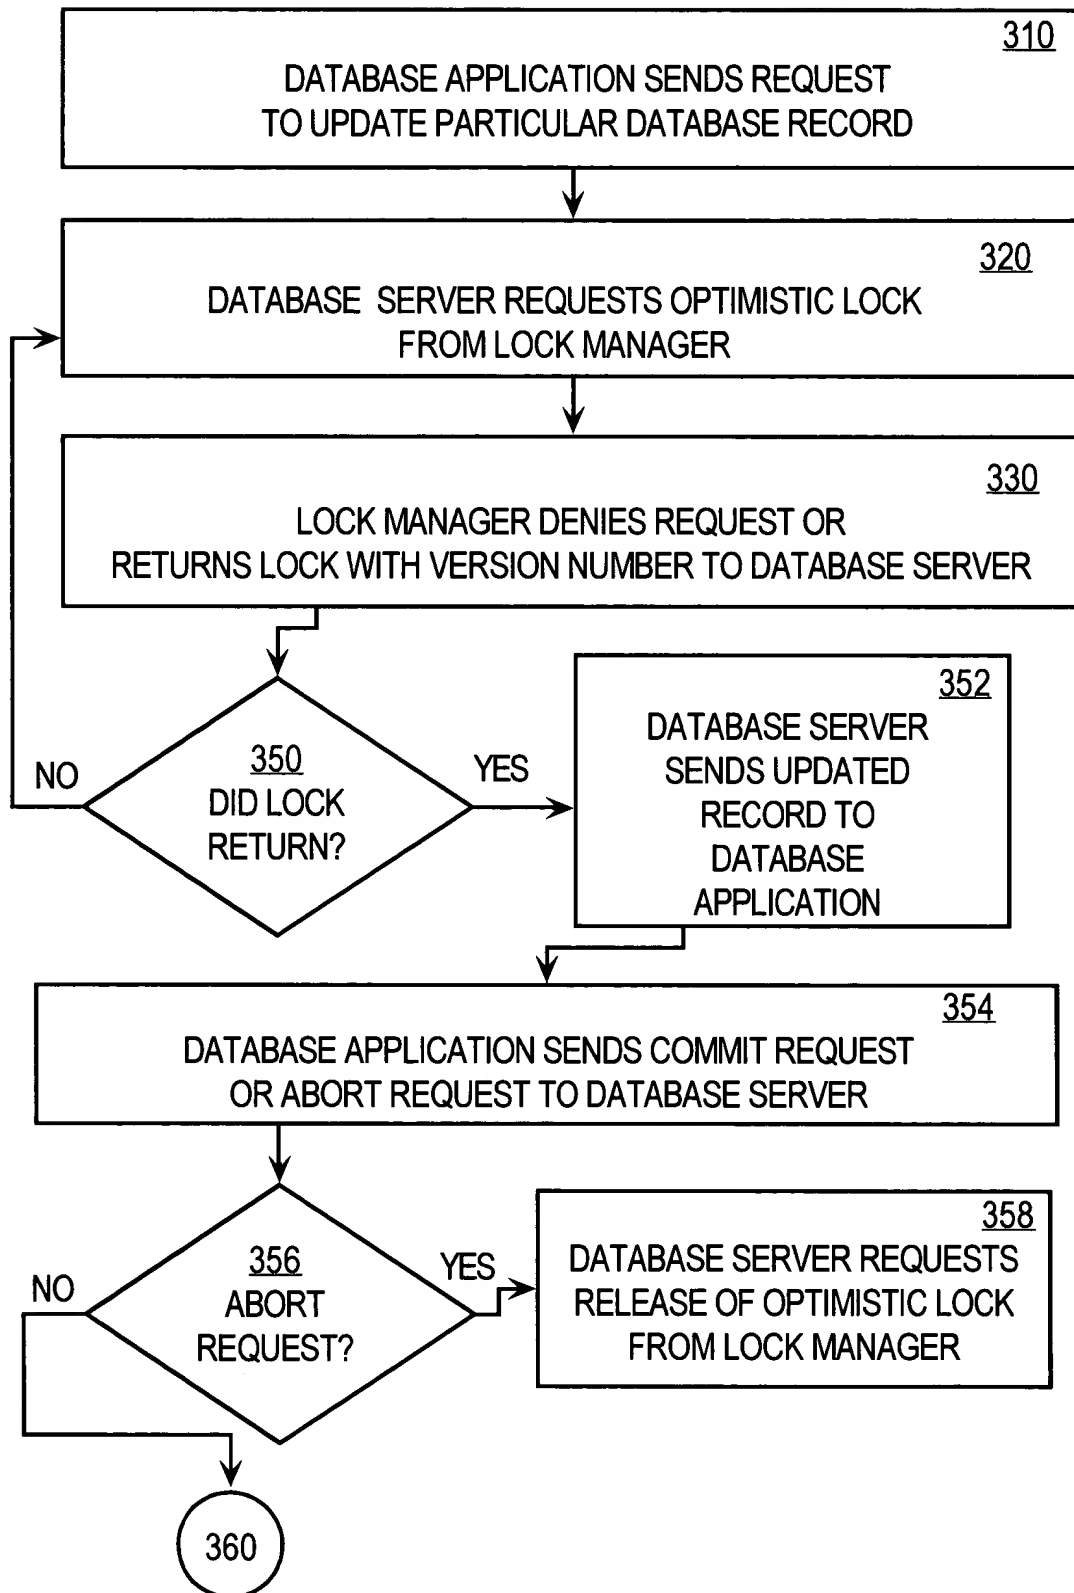 310
DATABASE APPLICATION SENDS REQUEST
TO UPDATE PARTICULAR DATABASE RECORD
320
DATABASE SERVER REQUESTS OPTIMISTIC LOCK
FROM LOCK MANAGER
330
LOCK MANAGER DENIES REQUEST OR
RETURNS LOCK WITH VERSION NUMBER TO DATABASE SERVER
NO
350
DID LOCK
RETURN?
YES
352
DATABASE SERVER
SENDS UPDATED
RECORD TO
DATABASE
APPLICATION
354
DATABASE APPLICATION SENDS COMMIT REQUEST
OR ABORT REQUEST TO DATABASE SERVER
NO
356
ABORT
REQUEST?
YES
358
DATABASE SERVER REQUESTS
RELEASE OF OPTIMISTIC LOCK
FROM LOCK MANAGER
360